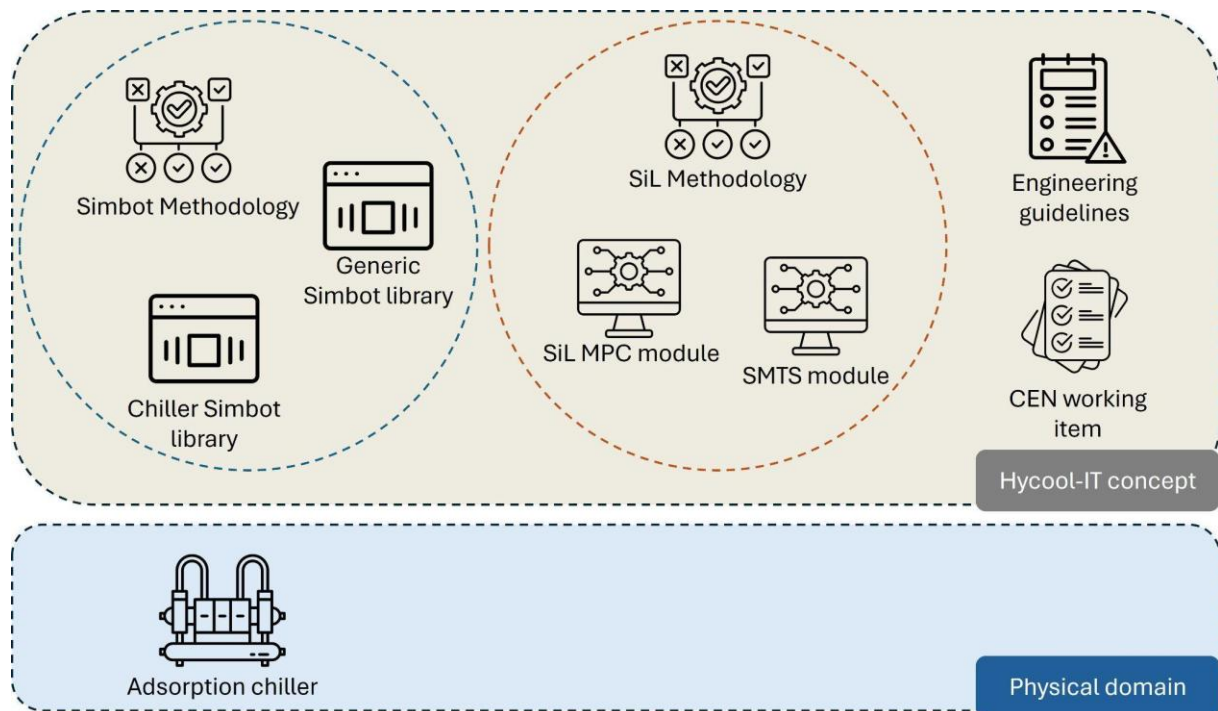 Simbot Methodology
Generic
Simbot library
Chiller Simbot
library
SiL Methodology
SiL MPC module
SMTS module
Engineering
guidelines
CEN working
item
Hycool-IT concept
Adsorption chiller
Physical domain